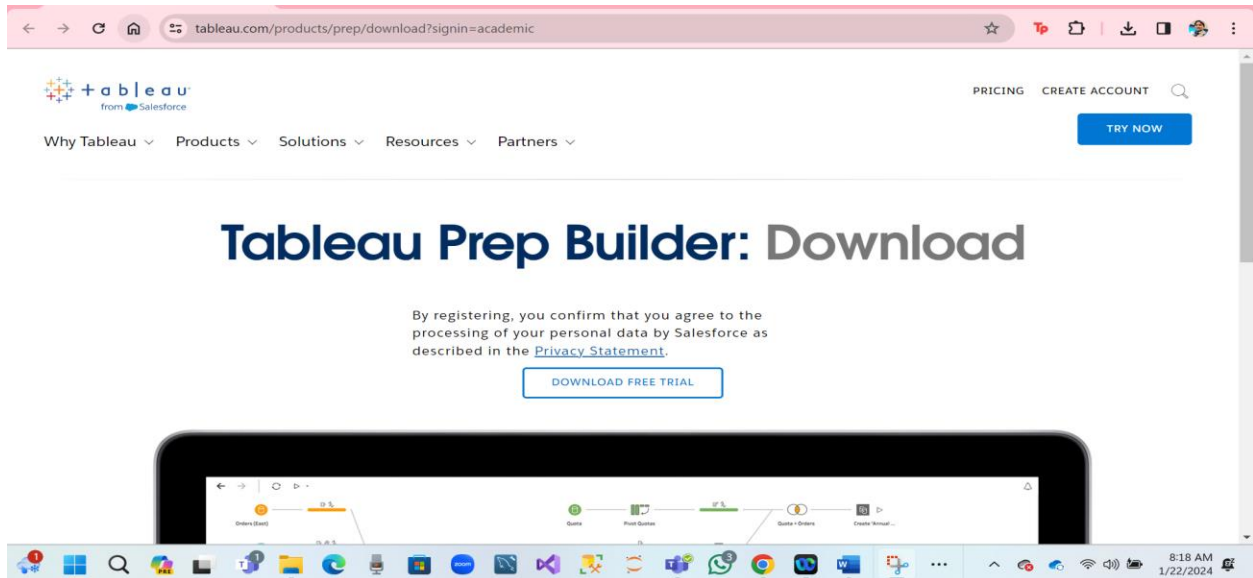 tableau.com/products/prep/download?signin=academic
Tp
+ a b | e a u
from Salesforce
PRICING CREATE ACCOUNT
TRY NOW
Why Tableau Products Solutions Resources Partners
Tableau Prep Builder: Download
By registering, you confirm that you agree to the
processing of your personal data by Salesforce as
described in the Privacy Statement.
DOWNLOAD FREE TRIAL
Orders (East) Quota Pivot Quotas Quota + Orders Create 'Annual ...
8:18 AM
1/22/2024